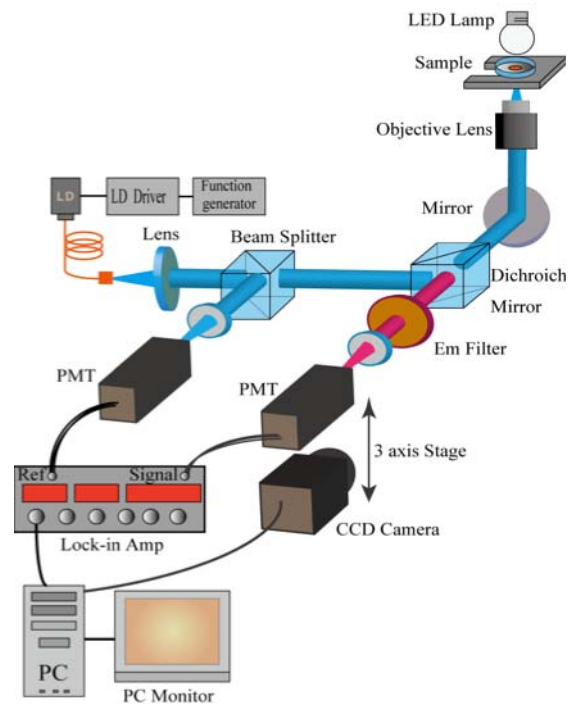 LED Lamp
Sample
Objective Lens
LD
LD Driver
Function
generator
Mirror
Lens
Beam Splitter
Dichroich
Mirror
Em Filter
PMT
PMT
3 axis Stage
Ref
Signal
CCD Camera
Lock-in Amp
PC
PC Monitor